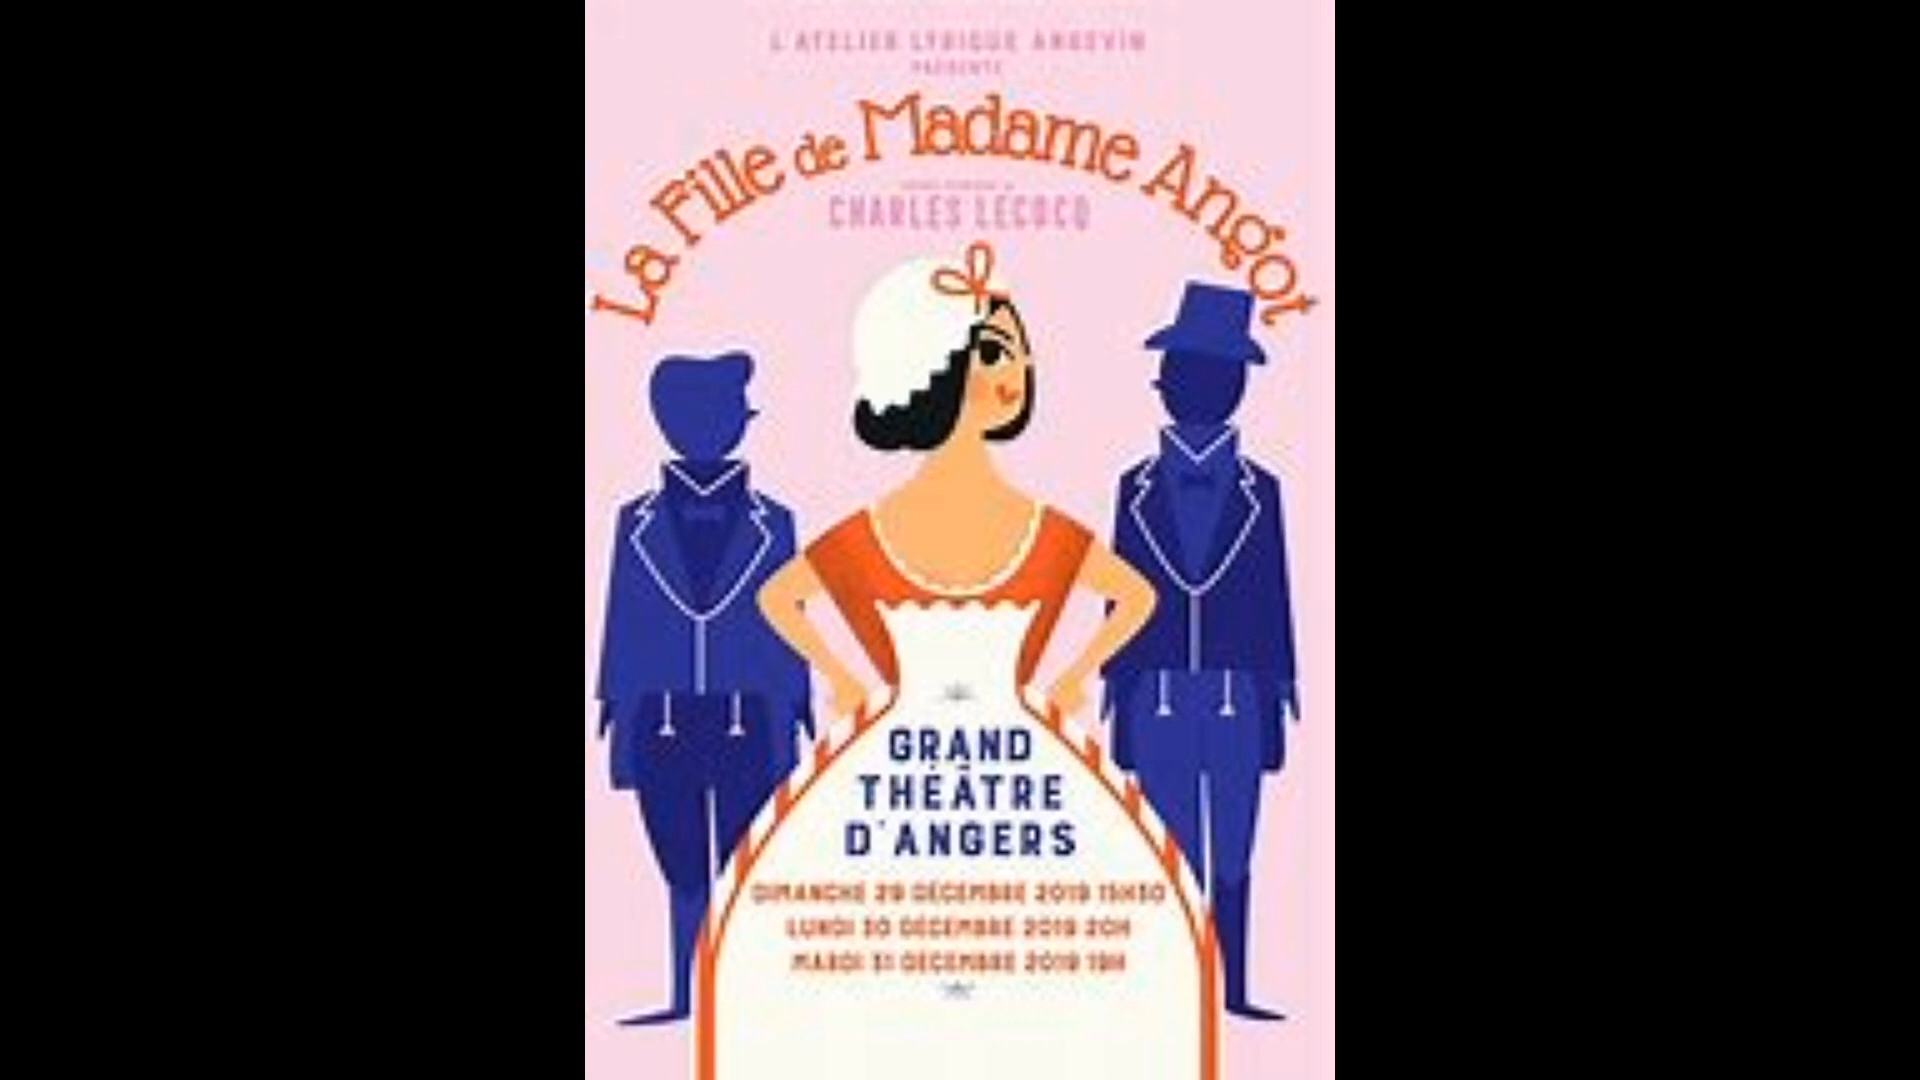 L'ATELIER LYRIQUE ANGEVIN
PRÉSENTE
La Fille de Madame Angot
CHARLES LECOCQ
GRAND
THÉÂTRE
D'ANGERS
DIMANCHE 29 DÉCEMBRE 2019 15H30
LUNDI 30 DÉCEMBRE 2019 20H
MARDI 31 DÉCEMBRE 2019 19H